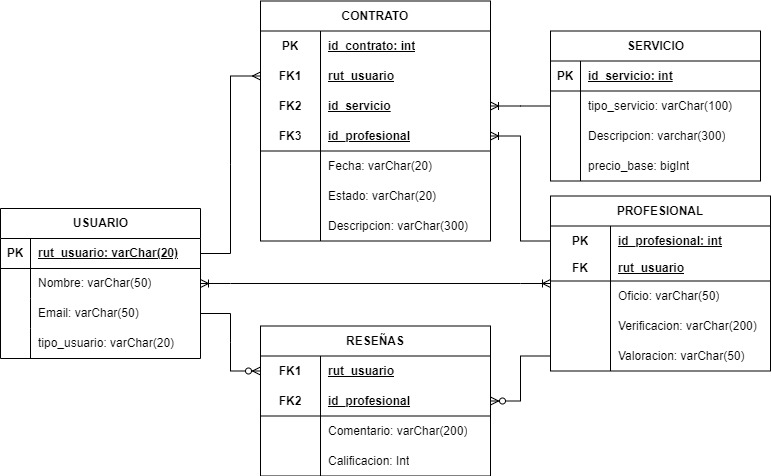 CONTRATO
PK id_contrato: int
FK1 rut_usuario
FK2 id_servicio
FK3 id_profesional
Fecha: varChar(20)
Estado: varChar(20)
Descripcion: varChar(300)
SERVICIO
PK id_servicio: int
tipo_servicio: varChar(100)
Descripcion: varchar(300)
precio_base: bigInt
USUARIO
PK rut_usuario: varChar(20)
Nombre: varChar(50)
Email: varChar(50)
tipo_usuario: varChar(20)
PROFESIONAL
PK id_profesional: int
FK rut_usuario
Oficio: varChar(50)
Verificacion: varChar(200)
Valoracion: varChar(50)
RESEÑAS
FK1 rut_usuario
FK2 id_profesional
Comentario: varChar(200)
Calificacion: Int